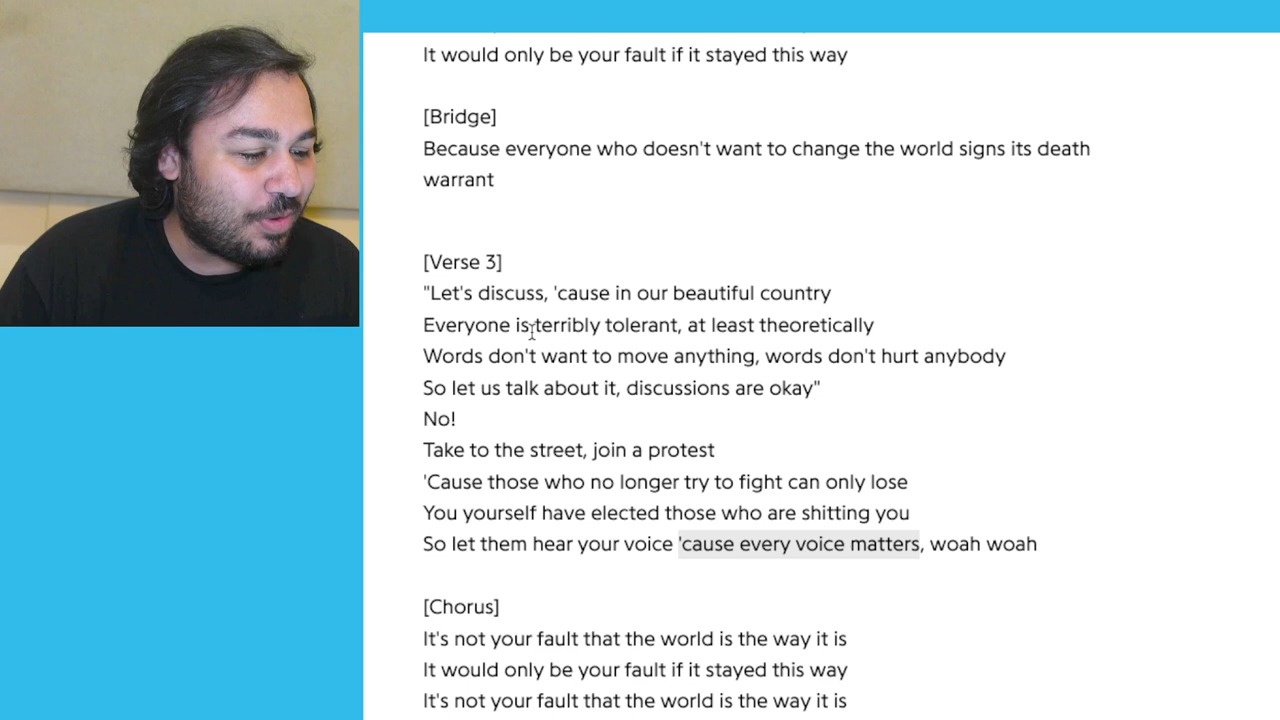 It would only be your fault if it stayed this way
[Bridge]
Because everyone who doesn't want to change the world signs its death
warrant
[Verse 3]
"Let's discuss, 'cause in our beautiful country
Everyone is terribly tolerant, at least theoretically
Words don't want to move anything, words don't hurt anybody
So let us talk about it, discussions are okay"
No!
Take to the street, join a protest
'Cause those who no longer try to fight can only lose
You yourself have elected those who are shitting you
So let them hear your voice 'cause every voice matters, woah woah
[Chorus]
It's not your fault that the world is the way it is
It would only be your fault if it stayed this way
It's not your fault that the world is the way it is